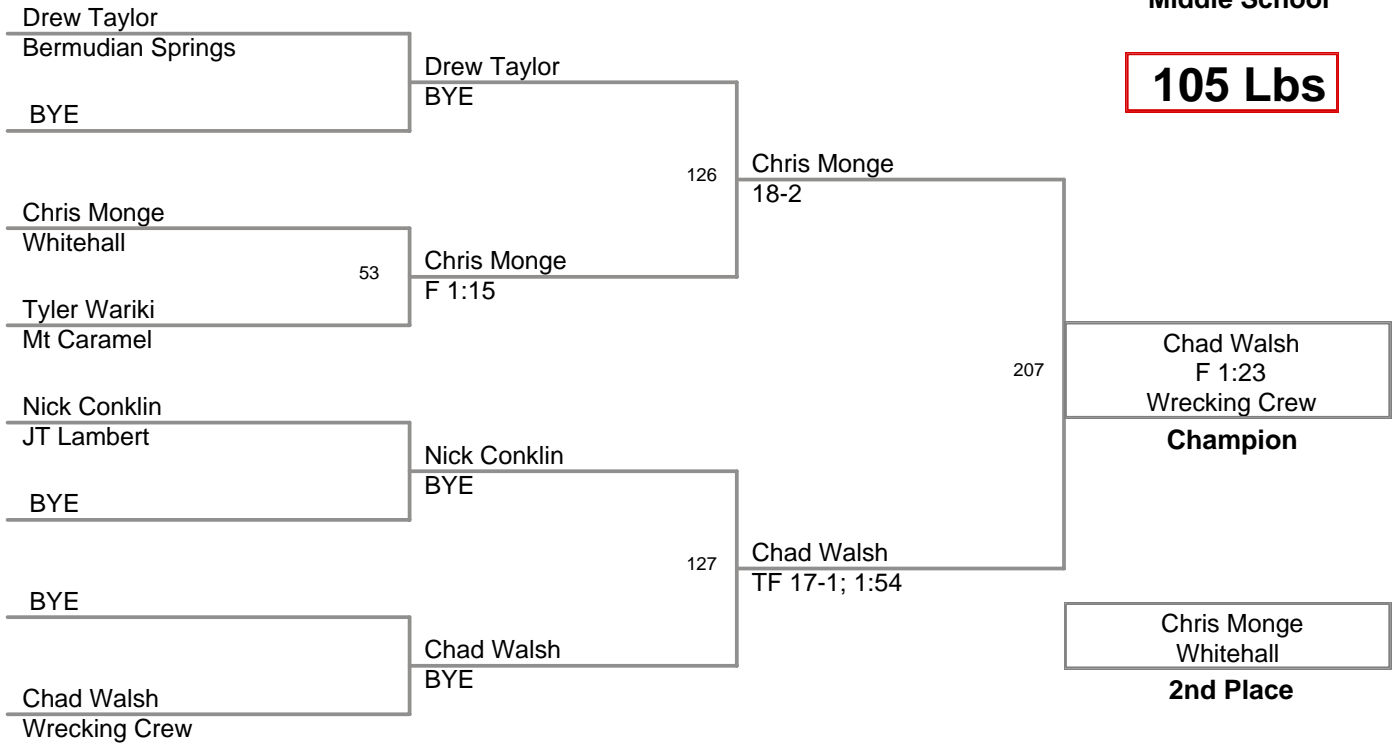 Middle School
105 Lbs
Drew Taylor
Bermudian Springs
BYE
Chris Monge
Whitehall
53
Tyler Wariki
Mt Caramel
Nick Conklin
JT Lambert
BYE
BYE
Chad Walsh
Wrecking Crew
Drew Taylor
BYE
126
Chris Monge
F 1:15
Nick Conklin
BYE
127
Chad Walsh
BYE
Chris Monge
18-2
207
Chad Walsh
TF 17-1; 1:54
Chad Walsh
F 1:23
Wrecking Crew
Champion
Chris Monge
Whitehall
2nd Place